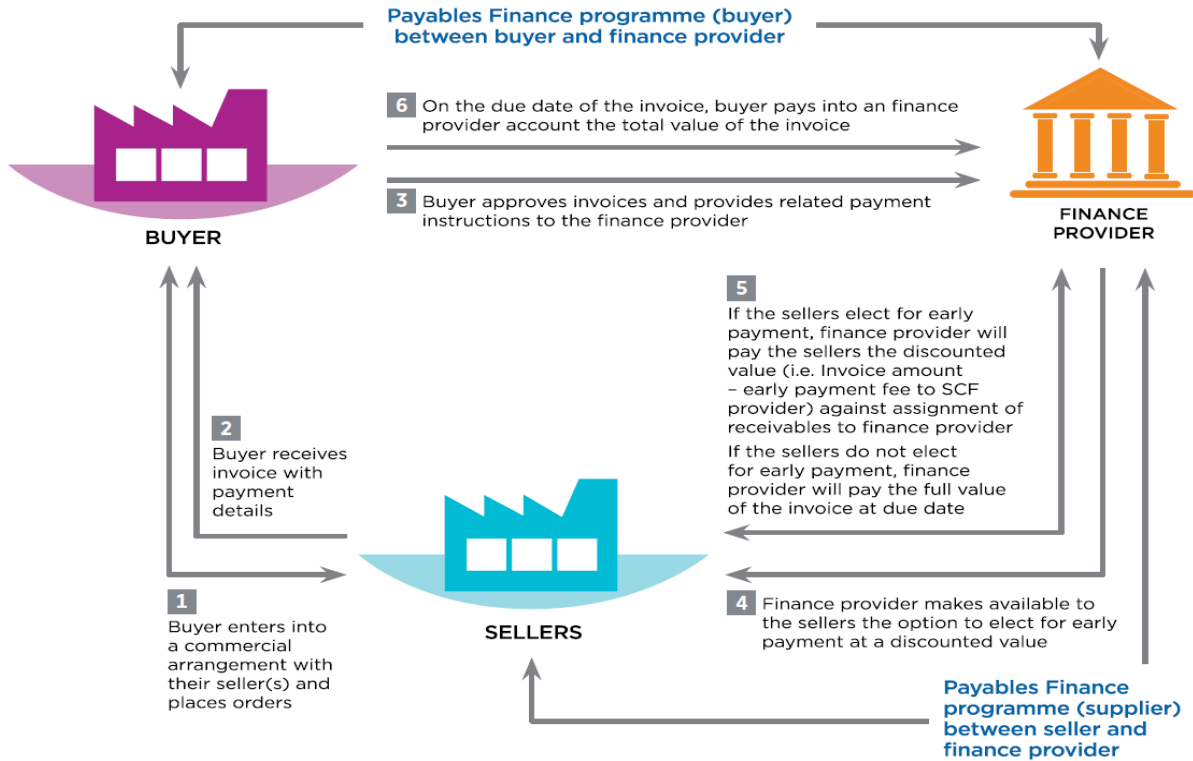 Payables Finance programme (buyer)
between buyer and finance provider
6 On the due date of the invoice, buyer pays into an finance
provider account the total value of the invoice
3 Buyer approves invoices and provides related payment
instructions to the finance provider
BUYER
FINANCE
PROVIDER
5
If the sellers elect for early
payment, finance provider will
pay the sellers the discounted
value (i.e. Invoice amount
– early payment fee to SCF
provider) against assignment of
receivables to finance provider
If the sellers do not elect
for early payment, finance
provider will pay the full value
of the invoice at due date
2
Buyer receives
invoice with
payment
details
1
Buyer enters into
a commercial
arrangement with
their seller(s) and
places orders
SELLERS
4 Finance provider makes available to
the sellers the option to elect for early
payment at a discounted value
Payables Finance
programme (supplier)
between seller and
finance provider